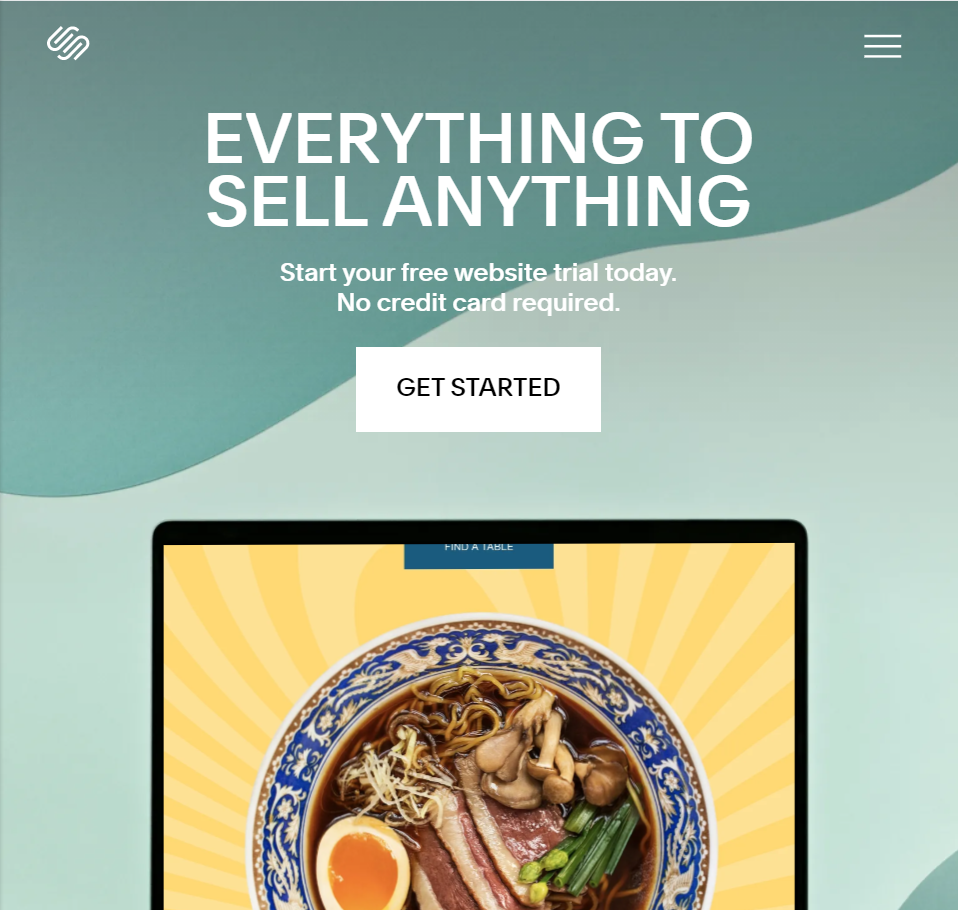 EVERYTHING TO
SELL ANYTHING
Start your free website trial today.
No credit card required.
GET STARTED
FIND A TABLE